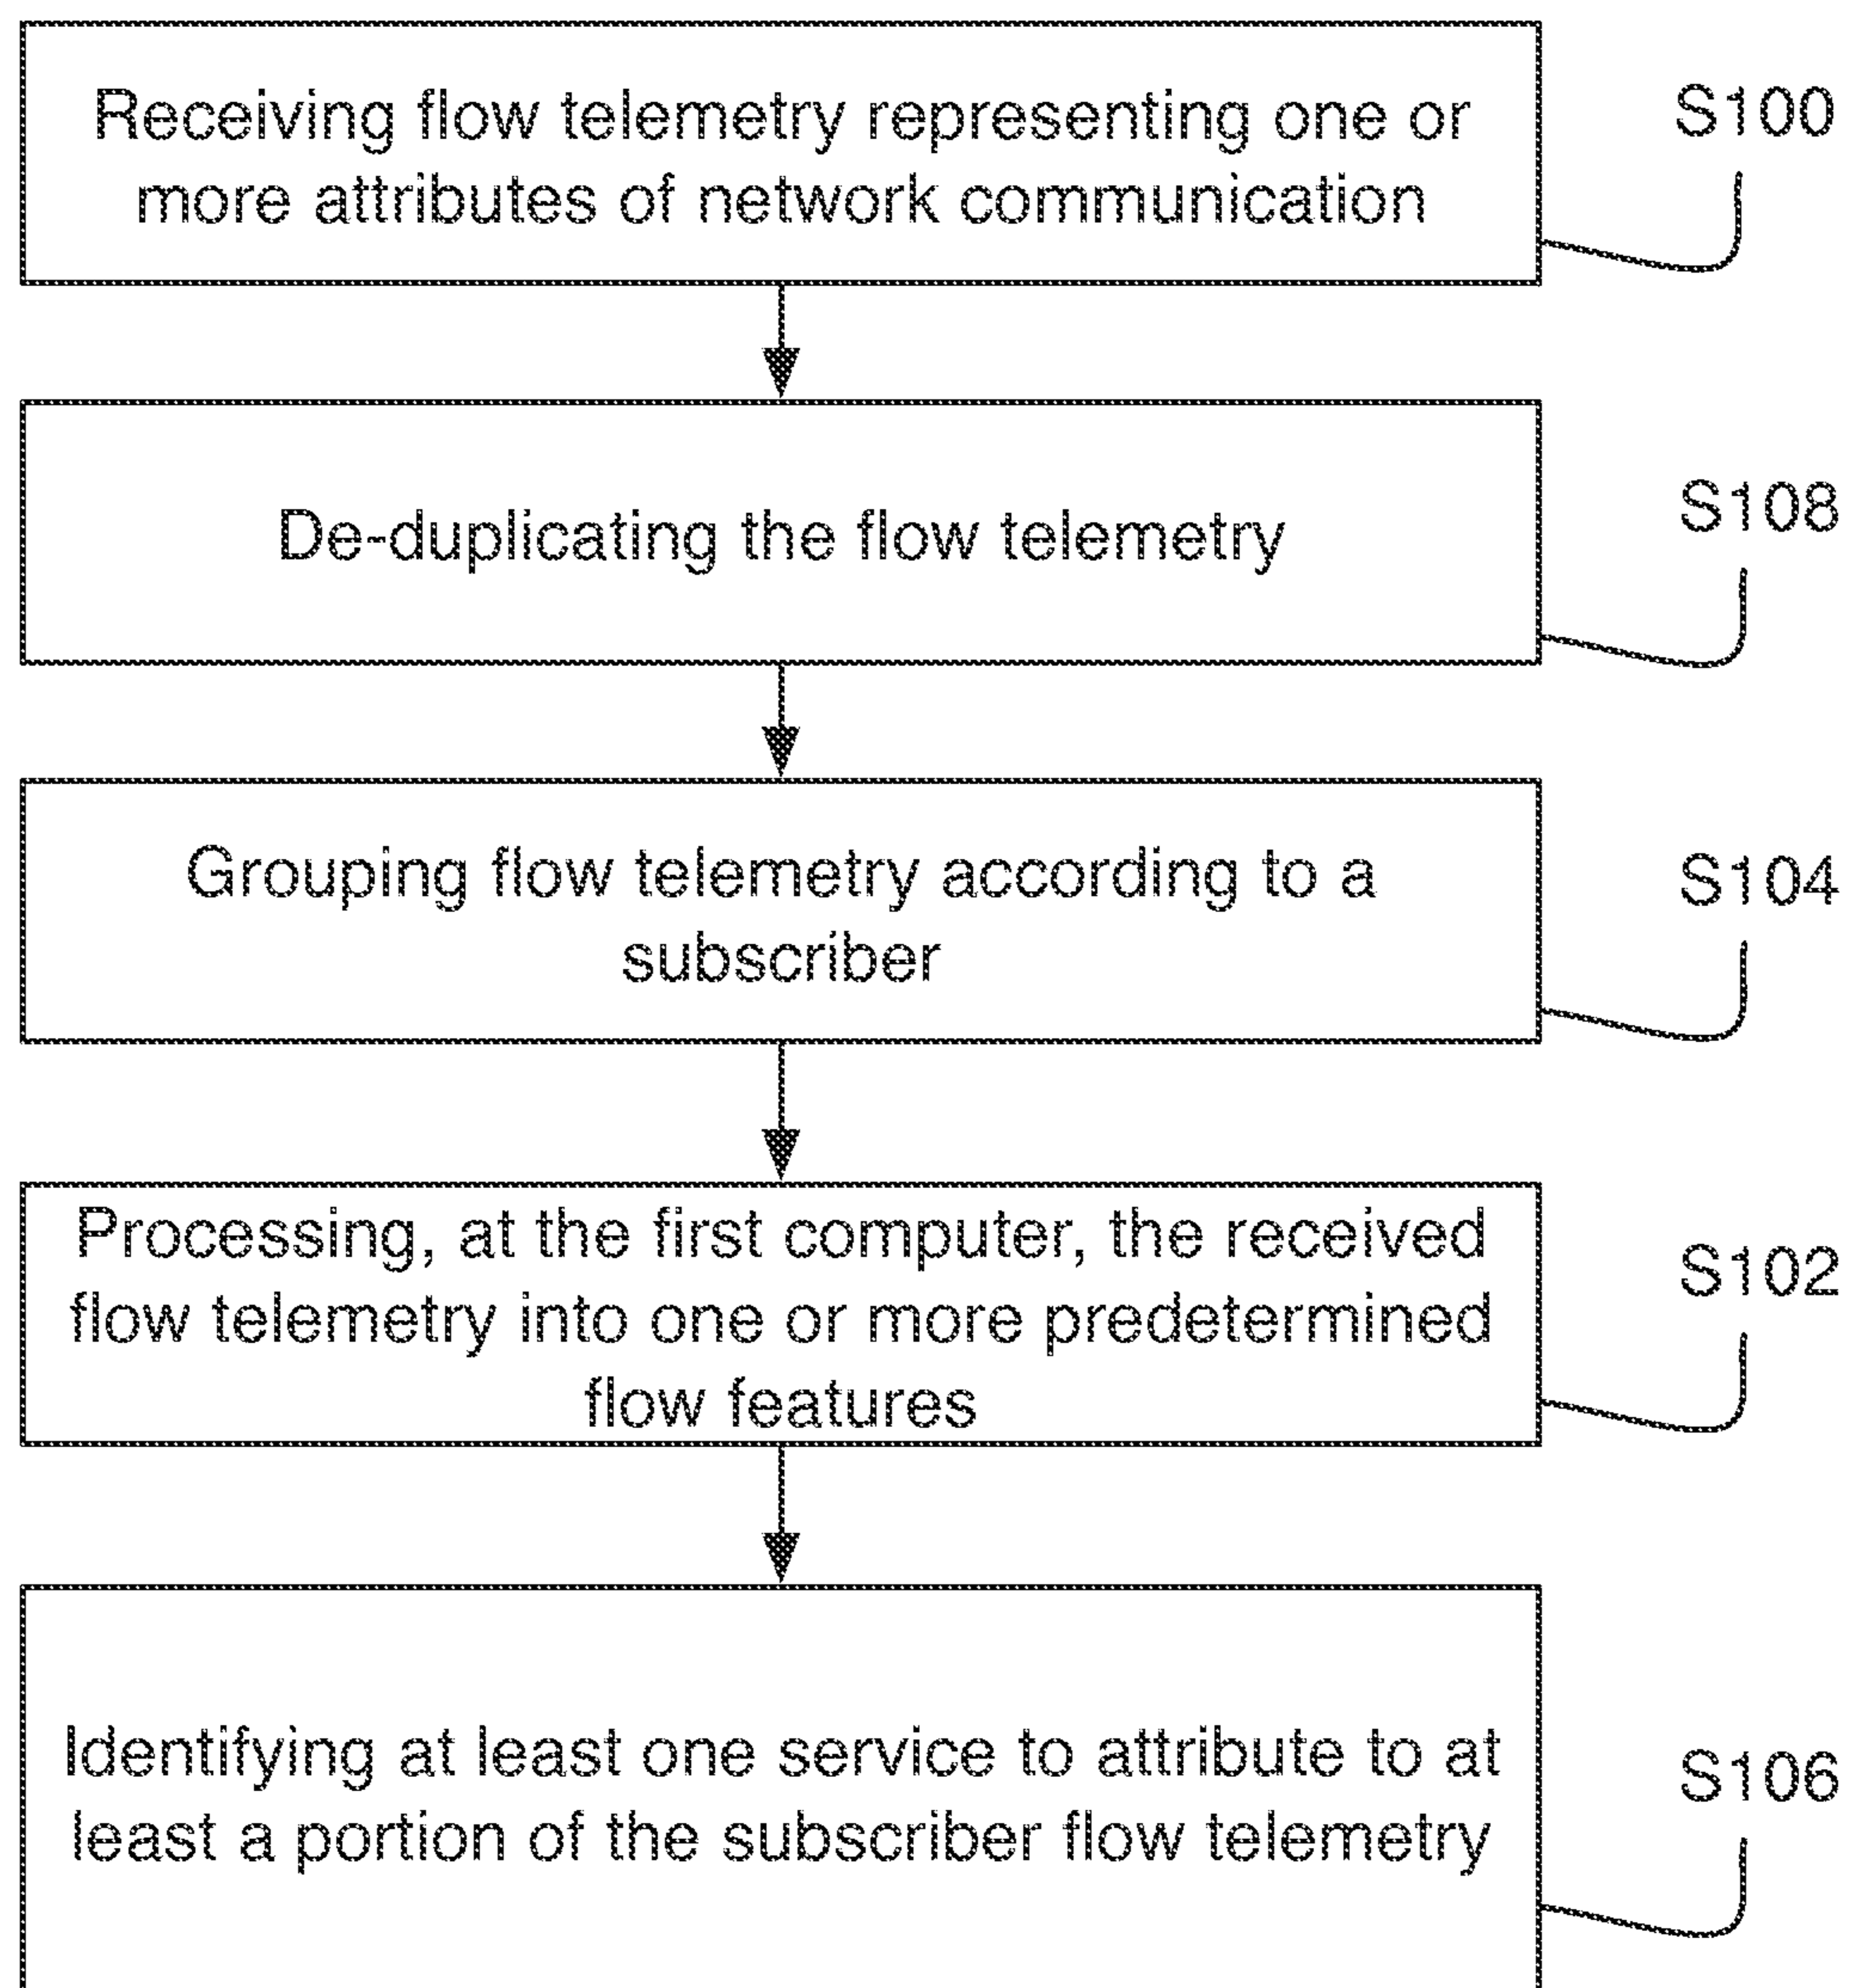 Receiving flow telemetry representing one or
more attributes of network communication
S100
De-duplicating the flow telemetry
S108
Grouping flow telemetry according to a
subscriber
S104
Processing, at the first computer, the received
flow telemetry into one or more predetermined
flow features
S102
Identifying at least one service to attribute to at
least a portion of the subscriber flow telemetry
S106